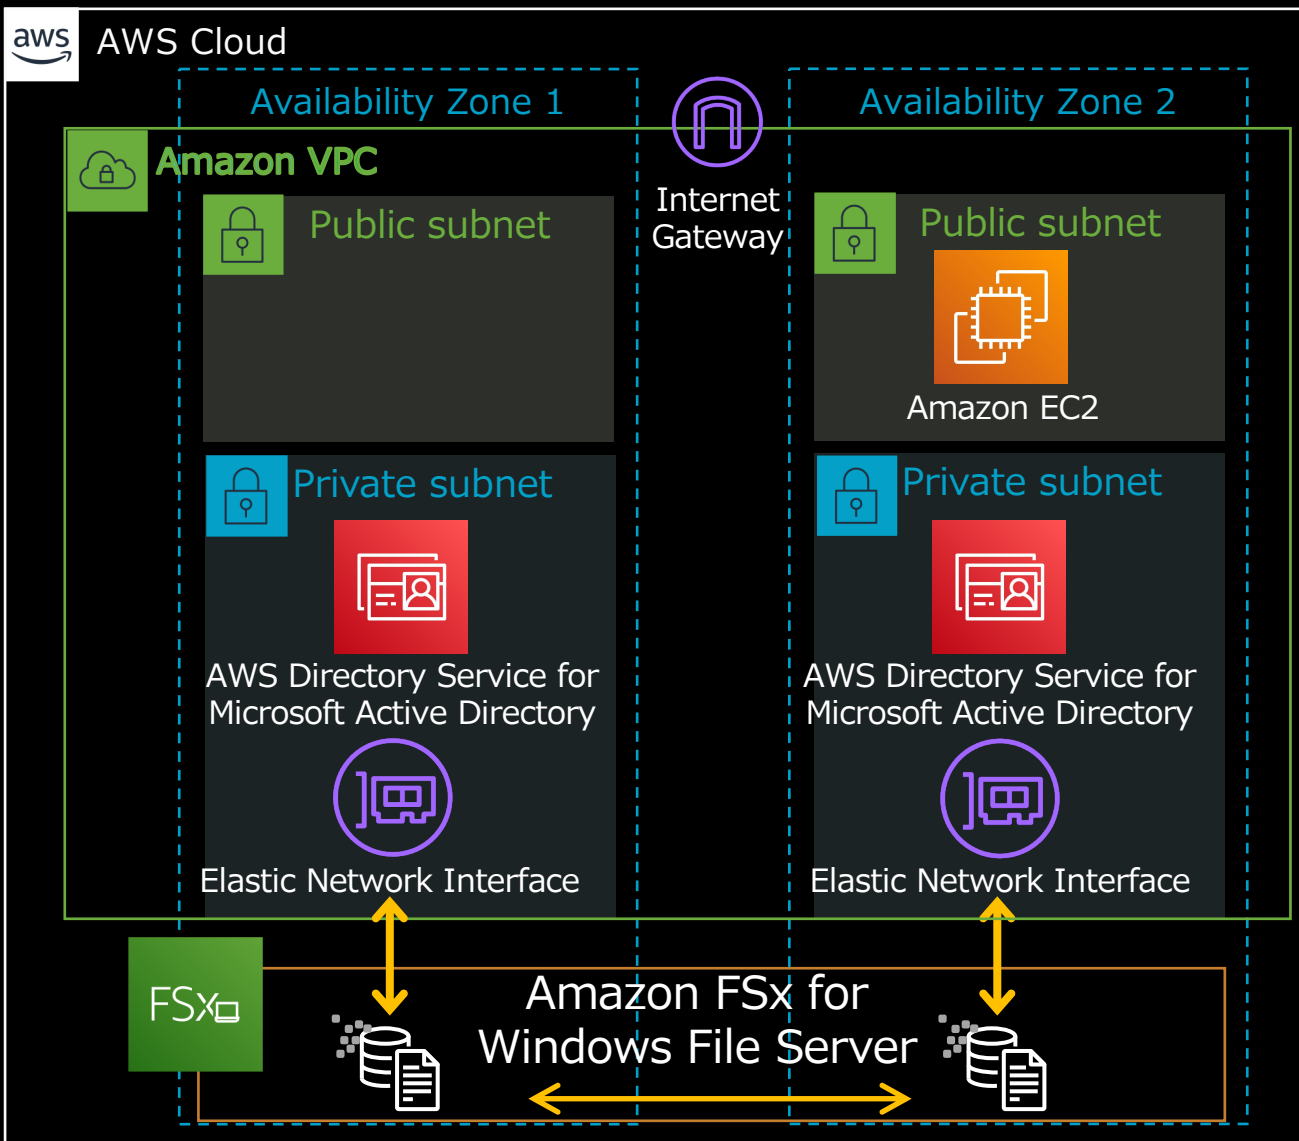 aws
AWS Cloud
Availability Zone 1
Availability Zone 2
Amazon VPC
Internet
Gateway
Public subnet
Public subnet
Amazon EC2
Private subnet
Private subnet
AWS Directory Service for
Microsoft Active Directory
AWS Directory Service for
Microsoft Active Directory
Elastic Network Interface
Elastic Network Interface
FSx
Amazon FSx for
Windows File Server